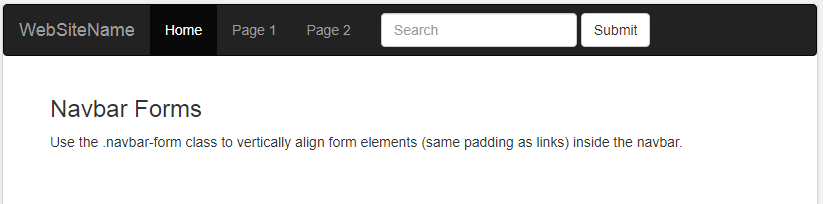 WebSiteName Home Page 1 Page 2 Search Submit
Navbar Forms
Use the .navbar-form class to vertically align form elements (same padding as links) inside the navbar.